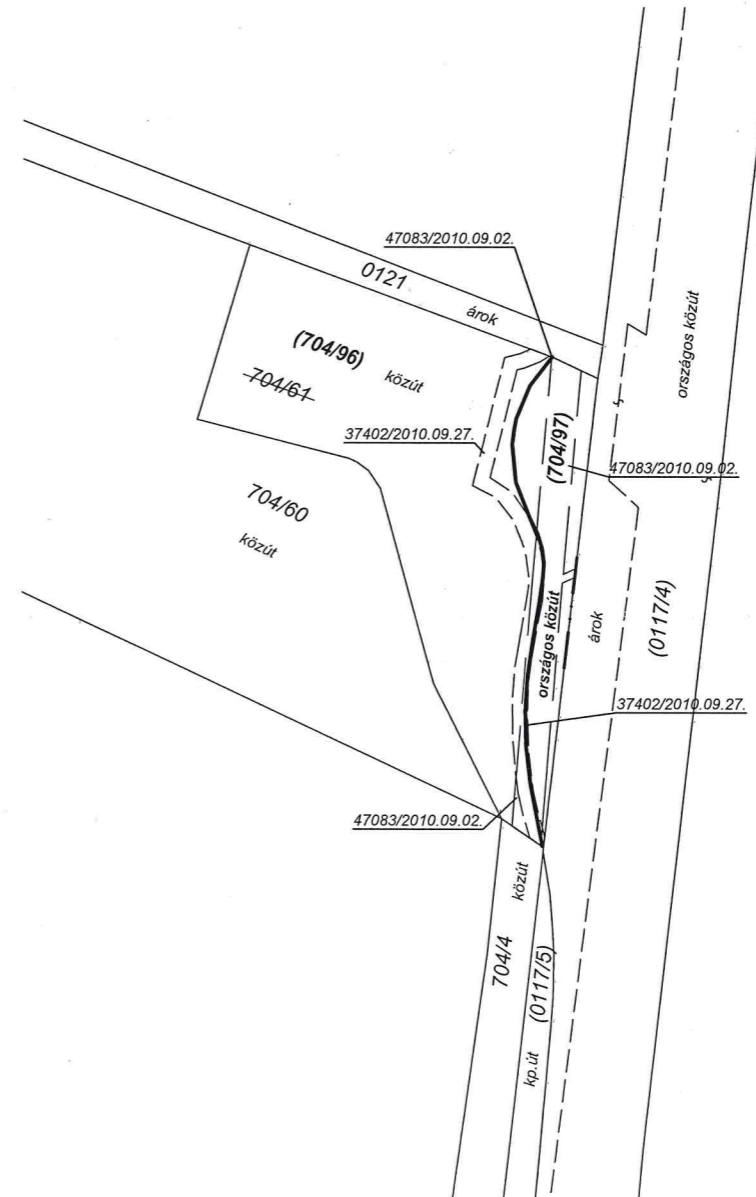 47083/2010.09.02.
0121
árok
országos közút
(704/96)
közút
704/61
37402/2010.09.27.
(704/97)
47083/2010.09.02.
704/60
közút
országos közút
árok
(0117/4)
37402/2010.09.27.
47083/2010.09.02.
közút
704/4
(0117/5)
kp.út